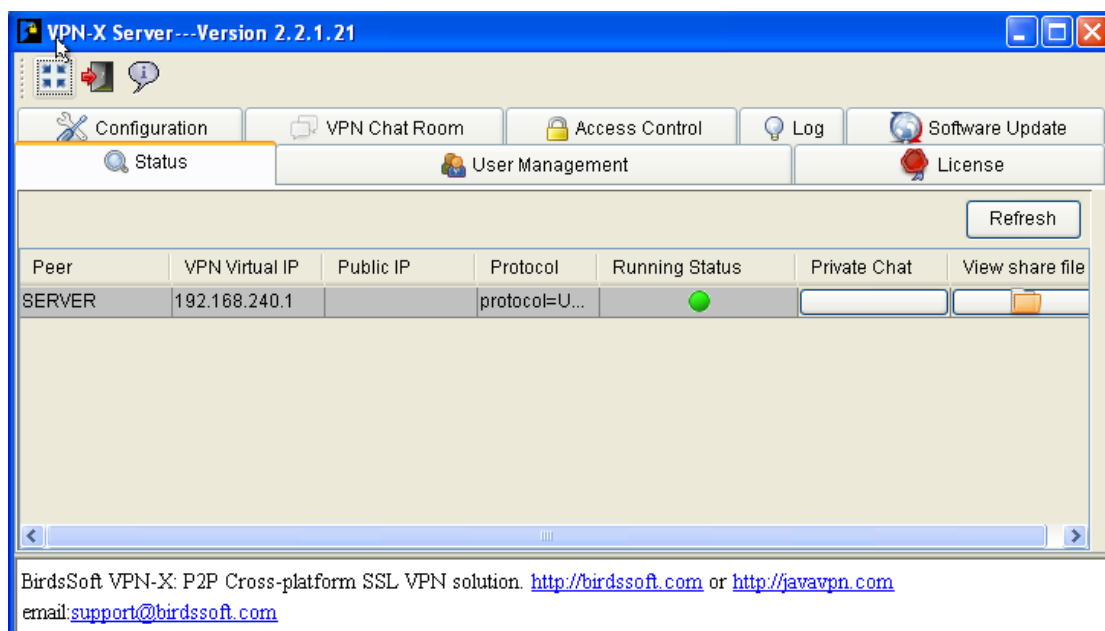 VPN-X Server---Version 2.2.1.21
Configuration VPN Chat Room Access Control Log Software Update
Status User Management License
Refresh
Peer VPN Virtual IP Public IP Protocol Running Status Private Chat View share file
SERVER 192.168.240.1 protocol=U...
BirdsSoft VPN-X: P2P Cross-platform SSL VPN solution. http://birdssoft.com or http://javavpn.com
email:support@birdssoft.com